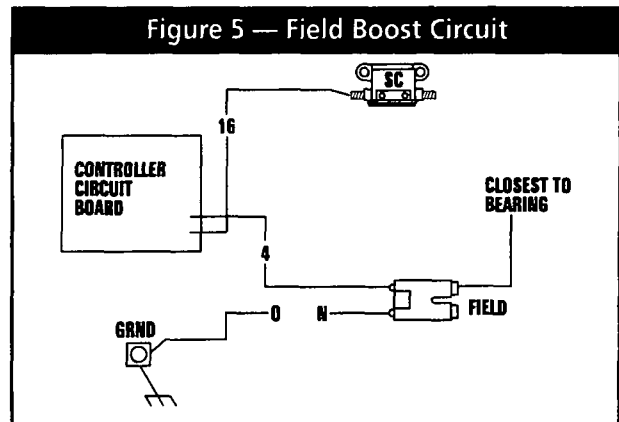 Figure 5 — Field Boost Circuit
SC
16
CONTROLLER
CIRCUIT
BOARD
CLOSEST TO
BEARING
4
FIELD
0 N
GRND